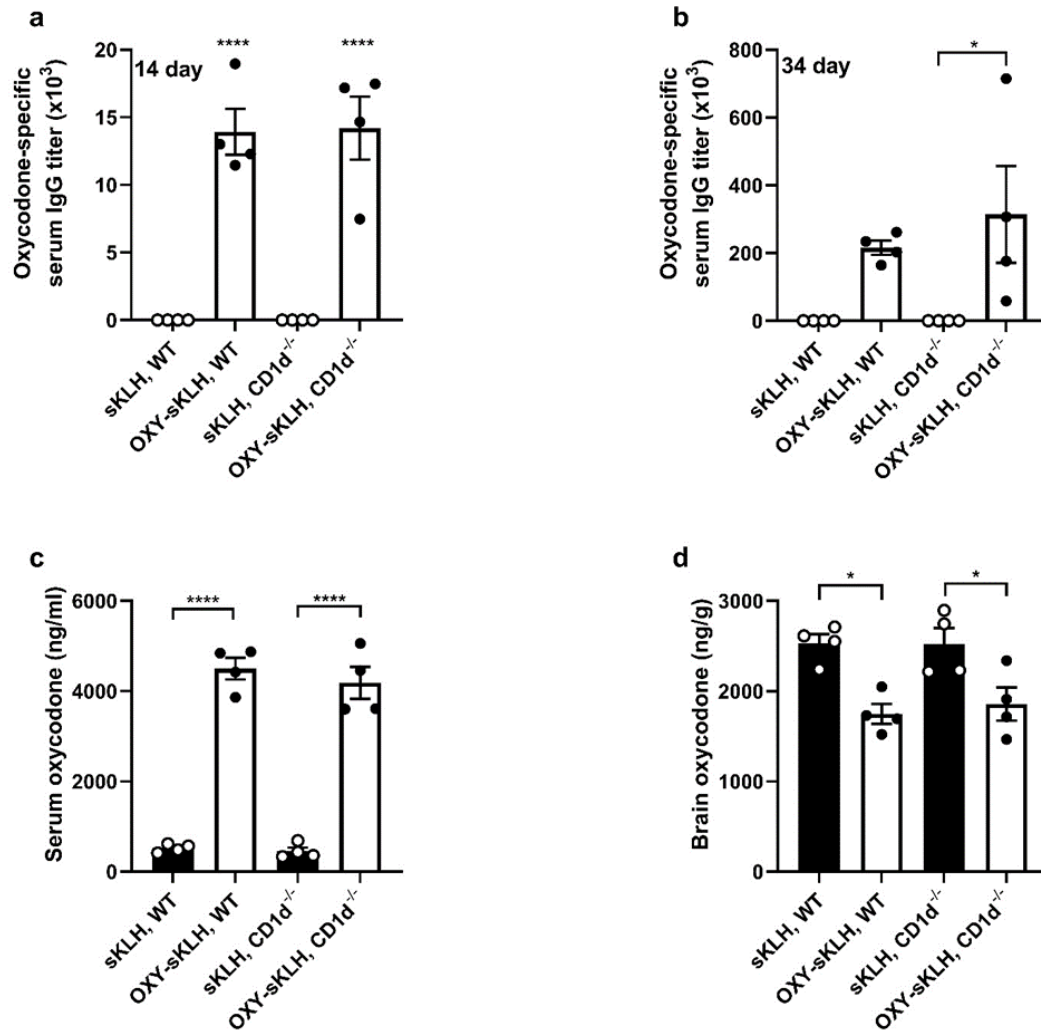 a
Oxycodone-specific
serum IgG titer (x10³)
20
15
10
5
0
14 day
****
****
sKLH, WT
OXY-sKLH, WT
sKLH, CD1d⁻/⁻
OXY-sKLH, CD1d⁻/⁻
b
Oxycodone-specific
serum IgG titer (x10³)
800
600
400
200
0
34 day
*
sKLH, WT
OXY-sKLH, WT
sKLH, CD1d⁻/⁻
OXY-sKLH, CD1d⁻/⁻
c
Serum oxycodone (ng/ml)
6000
4000
2000
0
****
****
sKLH, WT
OXY-sKLH, WT
sKLH, CD1d⁻/⁻
OXY-sKLH, CD1d⁻/⁻
d
Brain oxycodone (ng/g)
3000
2000
1000
0
*
*
sKLH, WT
OXY-sKLH, WT
sKLH, CD1d⁻/⁻
OXY-sKLH, CD1d⁻/⁻